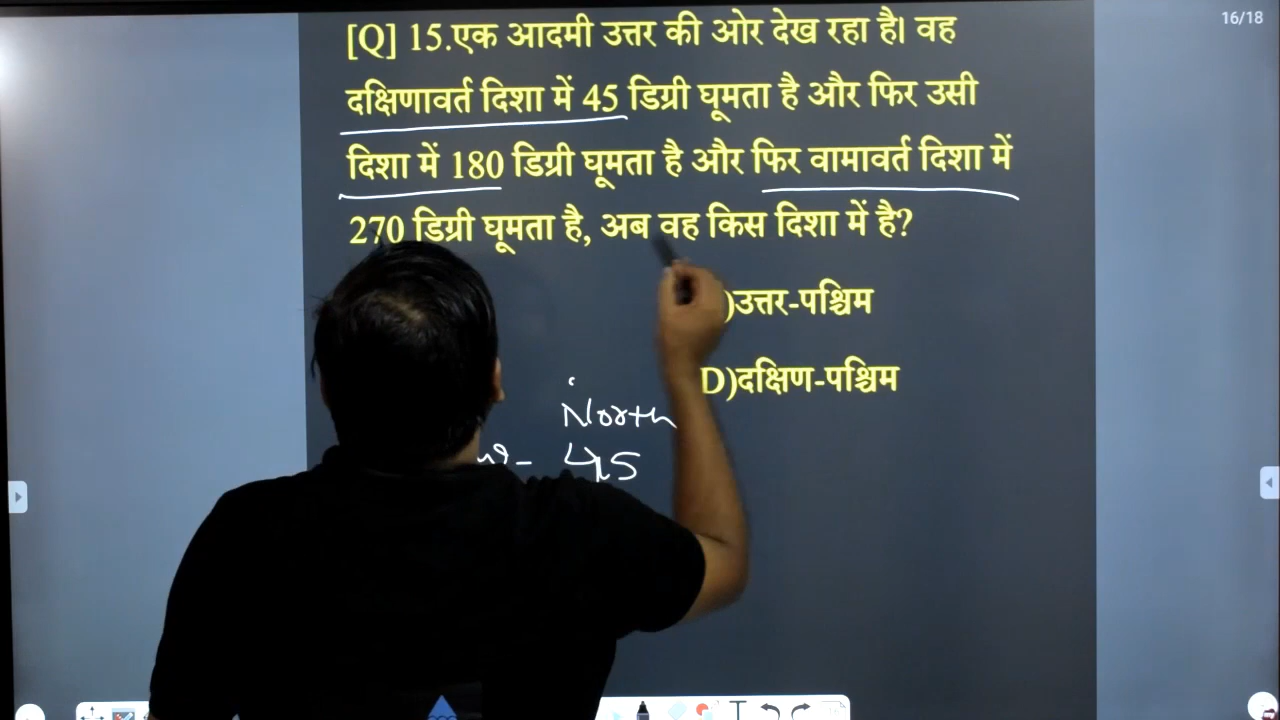 16/18
[Q] 15.एक आदमी उत्तर की ओर देख रहा है। वह
दक्षिणावर्त दिशा में 45 डिग्री घूमता है और फिर उसी
दिशा में 180 डिग्री घूमता है और फिर वामावर्त दिशा में
270 डिग्री घूमता है, अब वह किस दिशा में है?
)उत्तर-पश्चिम
D)दक्षिण-पश्चिम
North
- 45